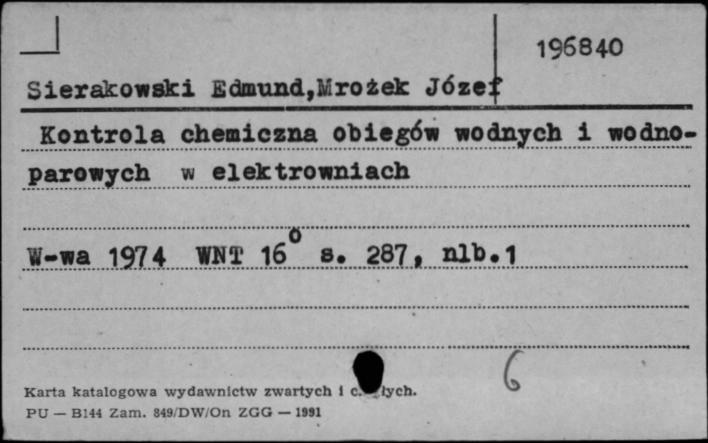 196840
Sierakowski Edmund,Mrożek Józef
Kontrola chemiczna obiegów wodnych i wodno-
parowych w elektrowniach
W-wa 1974 WNT 16° s. 287, nlb.1
6
Karta katalogowa wydawnictw zwartych i
PU — B144 Zam. 849/DW/On ZGG — 1991